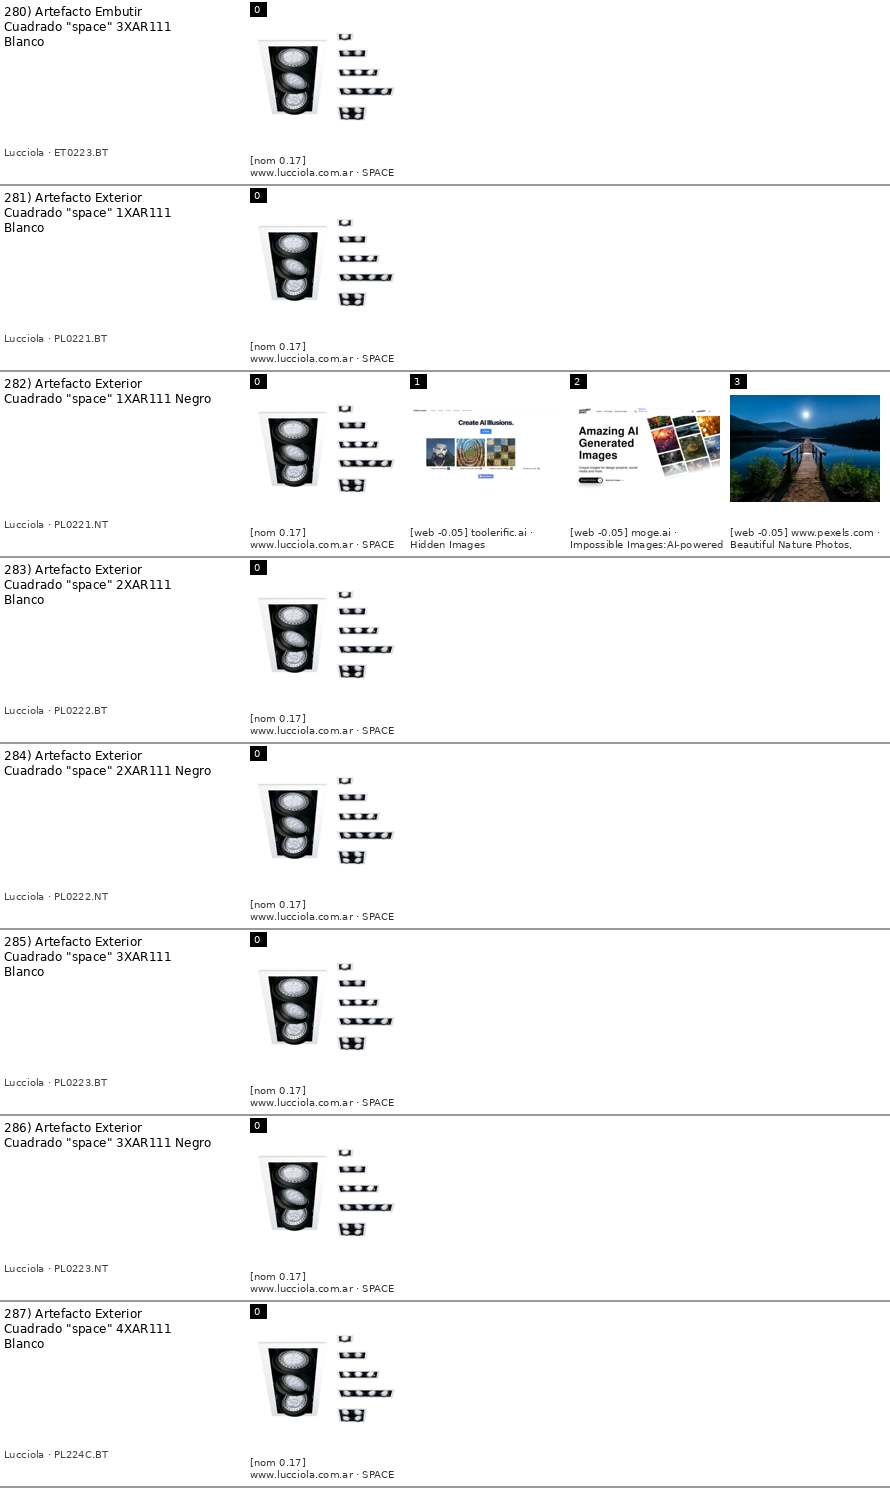 280) Artefacto Embutir
Cuadrado "space" 3XAR111
Blanco
Lucciola · ET0223.BT
0
[nom 0.17]
www.lucciola.com.ar · SPACE
281) Artefacto Exterior
Cuadrado "space" 1XAR111
Blanco
Lucciola · PL0221.BT
0
[nom 0.17]
www.lucciola.com.ar · SPACE
282) Artefacto Exterior
Cuadrado "space" 1XAR111 Negro
Lucciola · PL0221.NT
0
[nom 0.17]
www.lucciola.com.ar · SPACE
1
Create AI Illusions.
[web -0.05] toolerific.ai ·
Hidden Images
2
Amazing AI
Generated
Images
[web -0.05] moge.ai ·
Impossible Images:AI-powered
3
[web -0.05] www.pexels.com ·
Beautiful Nature Photos,
283) Artefacto Exterior
Cuadrado "space" 2XAR111
Blanco
Lucciola · PL0222.BT
0
[nom 0.17]
www.lucciola.com.ar · SPACE
284) Artefacto Exterior
Cuadrado "space" 2XAR111 Negro
Lucciola · PL0222.NT
0
[nom 0.17]
www.lucciola.com.ar · SPACE
285) Artefacto Exterior
Cuadrado "space" 3XAR111
Blanco
Lucciola · PL0223.BT
0
[nom 0.17]
www.lucciola.com.ar · SPACE
286) Artefacto Exterior
Cuadrado "space" 3XAR111 Negro
Lucciola · PL0223.NT
0
[nom 0.17]
www.lucciola.com.ar · SPACE
287) Artefacto Exterior
Cuadrado "space" 4XAR111
Blanco
Lucciola · PL224C.BT
0
[nom 0.17]
www.lucciola.com.ar · SPACE